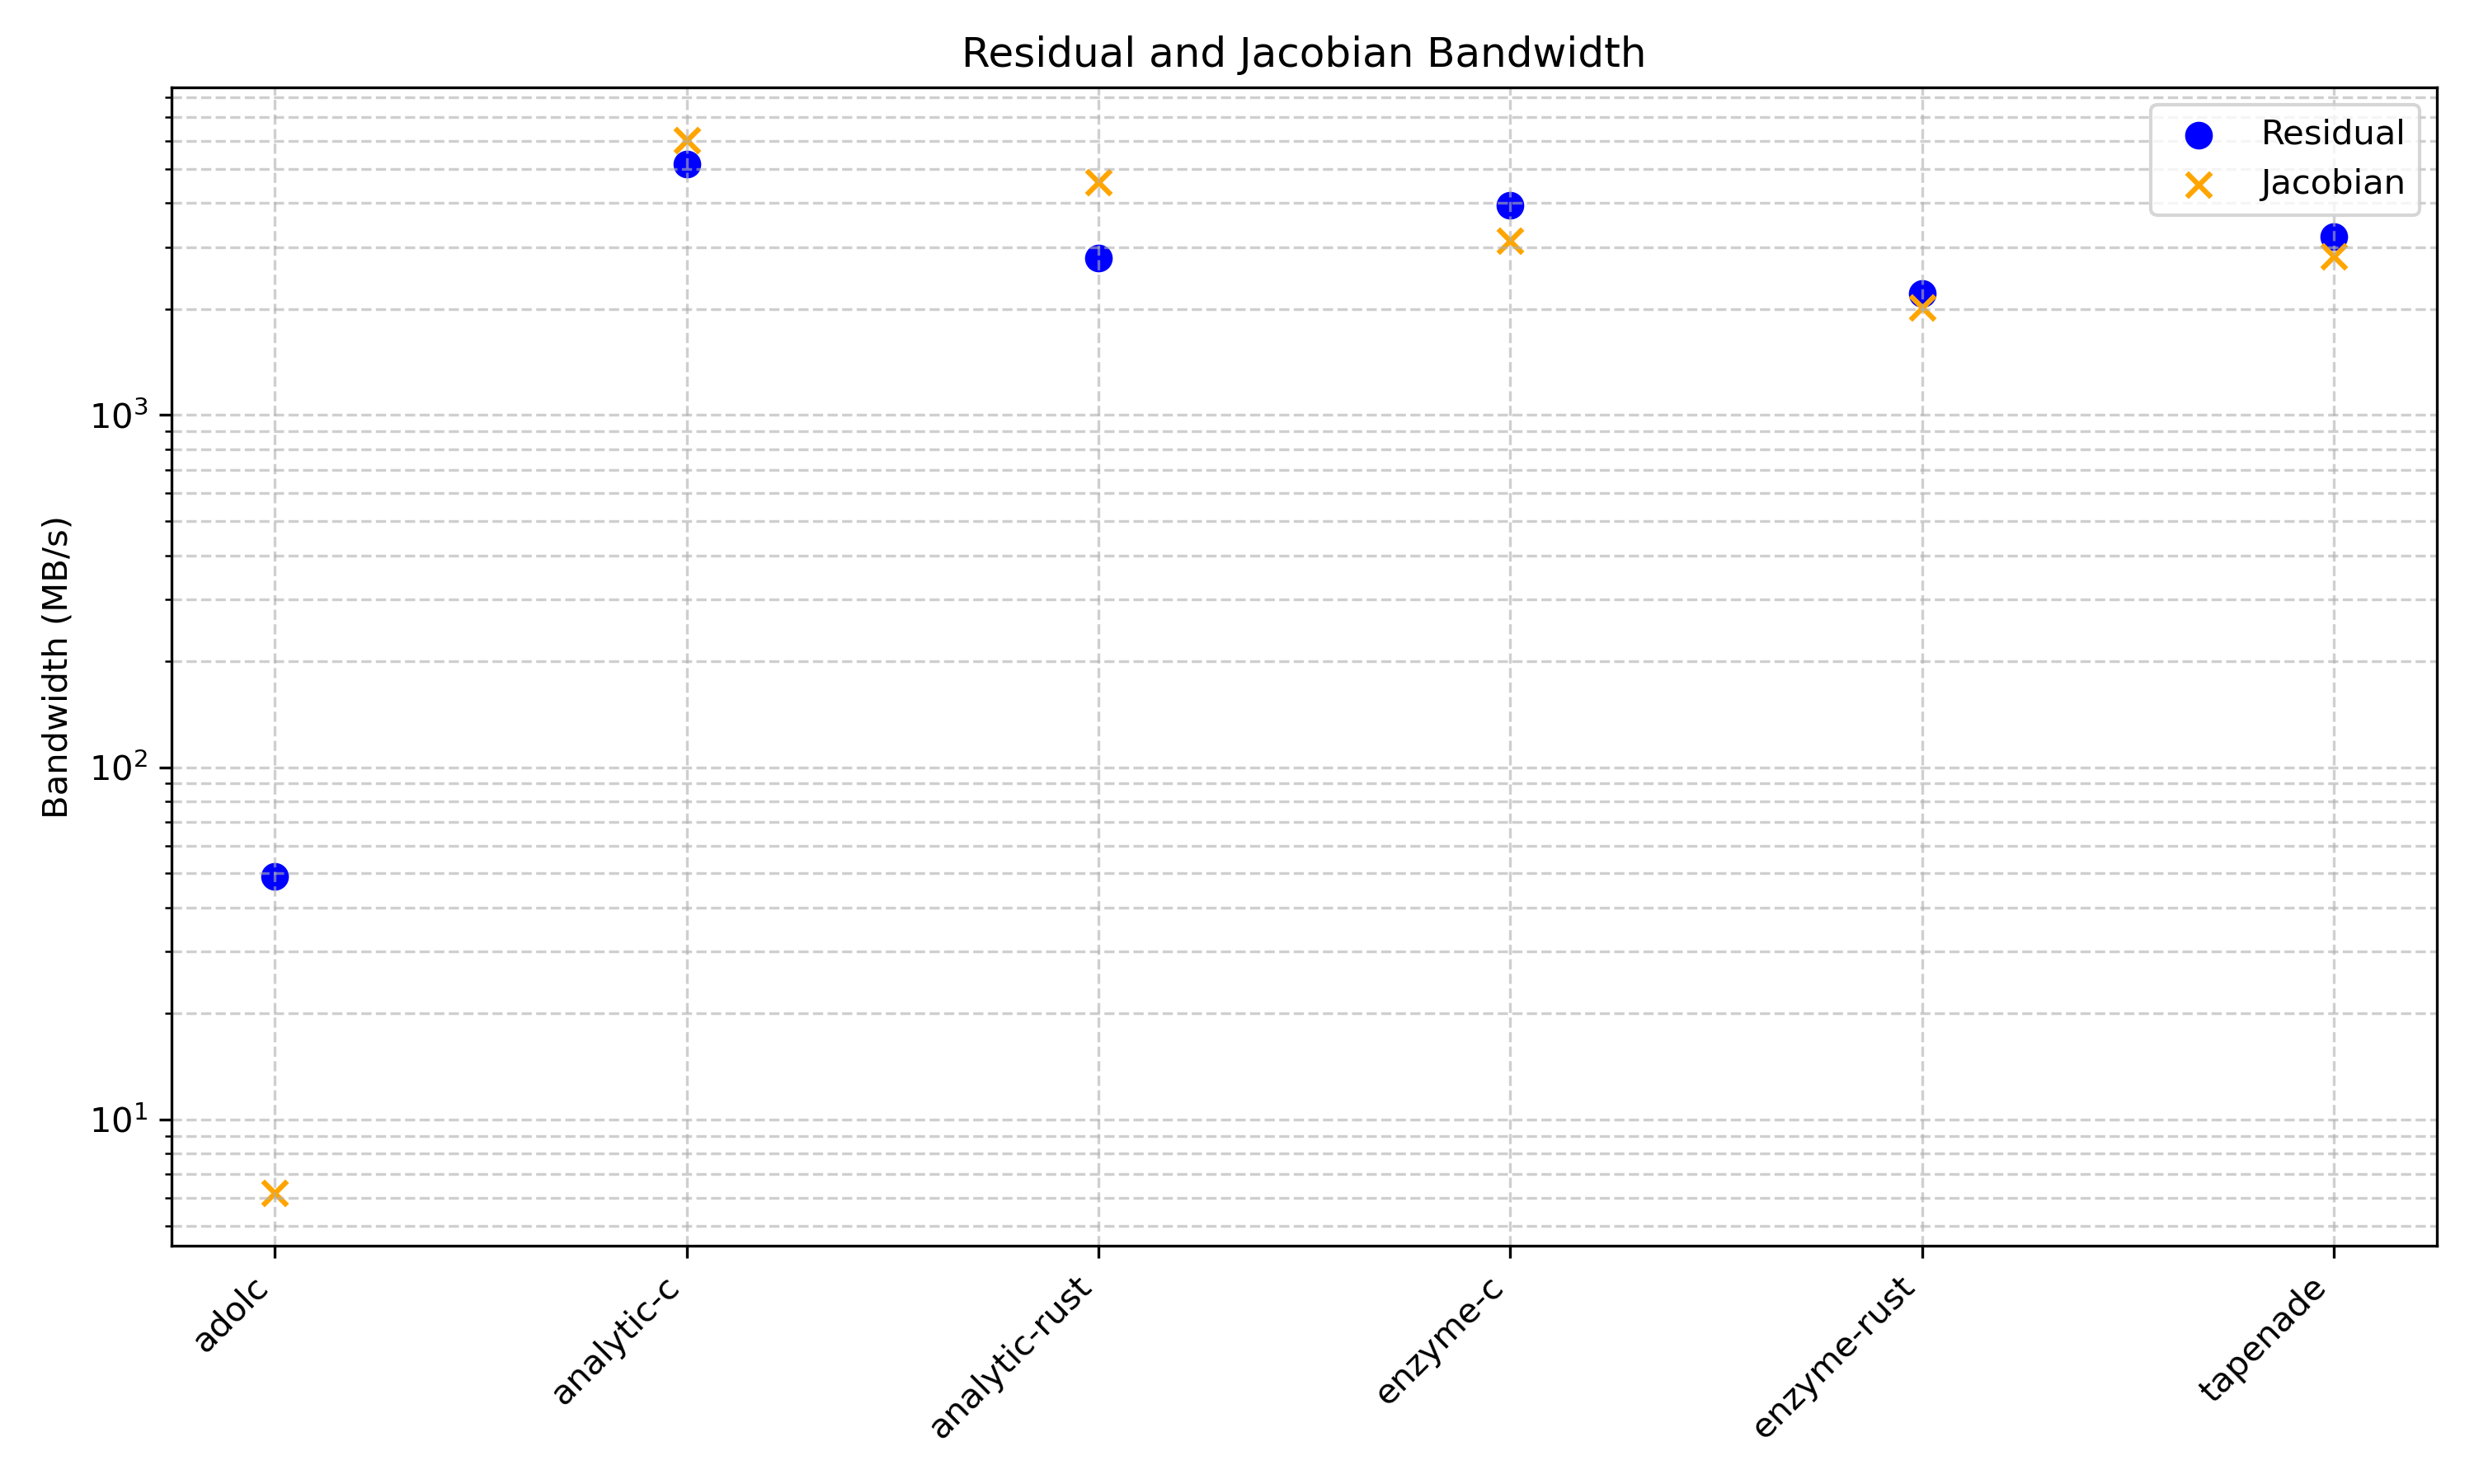 Residual and Jacobian Bandwidth
Residual
Jacobian
Bandwidth (MB/s)
10³
10²
10¹
adolc
analytic-c
analytic-rust
enzyme-c
enzyme-rust
tapenade